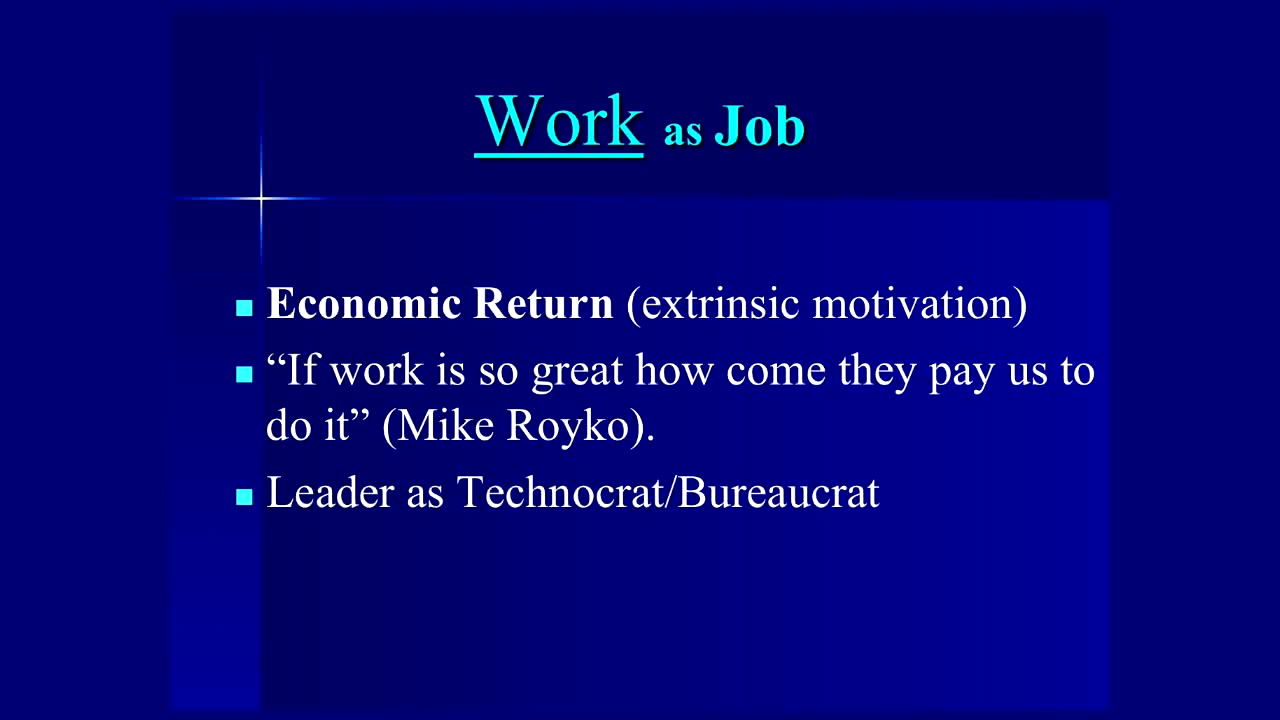 Work as Job
Economic Return (extrinsic motivation)
“If work is so great how come they pay us to
do it” (Mike Royko).
Leader as Technocrat/Bureaucrat